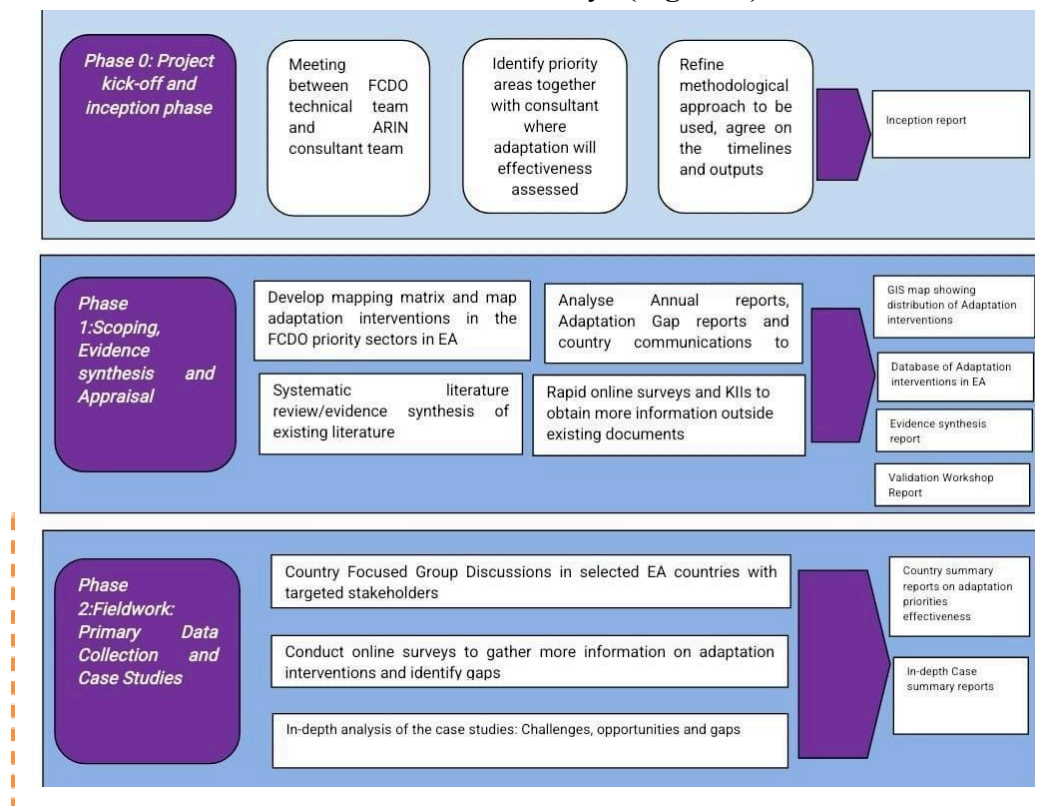 Phase 0: Project
kick-off and
inception phase
Meeting
between FCDO
technical team
and ARIN
consultant team
Identify priority
areas together
with consultant
where
adaptation will
effectiveness
assessed
Refine
methodological
approach to be
used, agree on
the timelines
and outputs
Inception report
Phase
1:Scoping,
Evidence
synthesis and
Appraisal
Develop mapping matrix and map
adaptation interventions in the
FCDO priority sectors in EA
Analyse Annual reports,
Adaptation Gap reports and
country communications to
Systematic literature
review/evidence synthesis of
existing literature
Rapid online surveys and KIIs to
obtain more information outside
existing documents
GIS map showing
distribution of Adaptation
interventions
Database of Adaptation
interventions in EA
Evidence synthesis
report
Validation Workshop
Report
Phase
2:Fieldwork:
Primary Data
Collection and
Case Studies
Country Focused Group Discussions in selected EA countries with
targeted stakeholders
Conduct online surveys to gather more information on adaptation
interventions and identify gaps
In-depth analysis of the case studies: Challenges, opportunities and gaps
Country summary
reports on adaptation
priorities
effectiveness
In-depth Case
summary reports